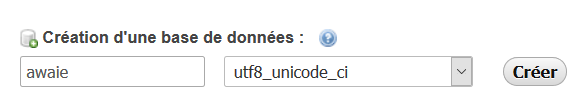 Création d'une base de données :
awaie utf8_unicode_ci Créer